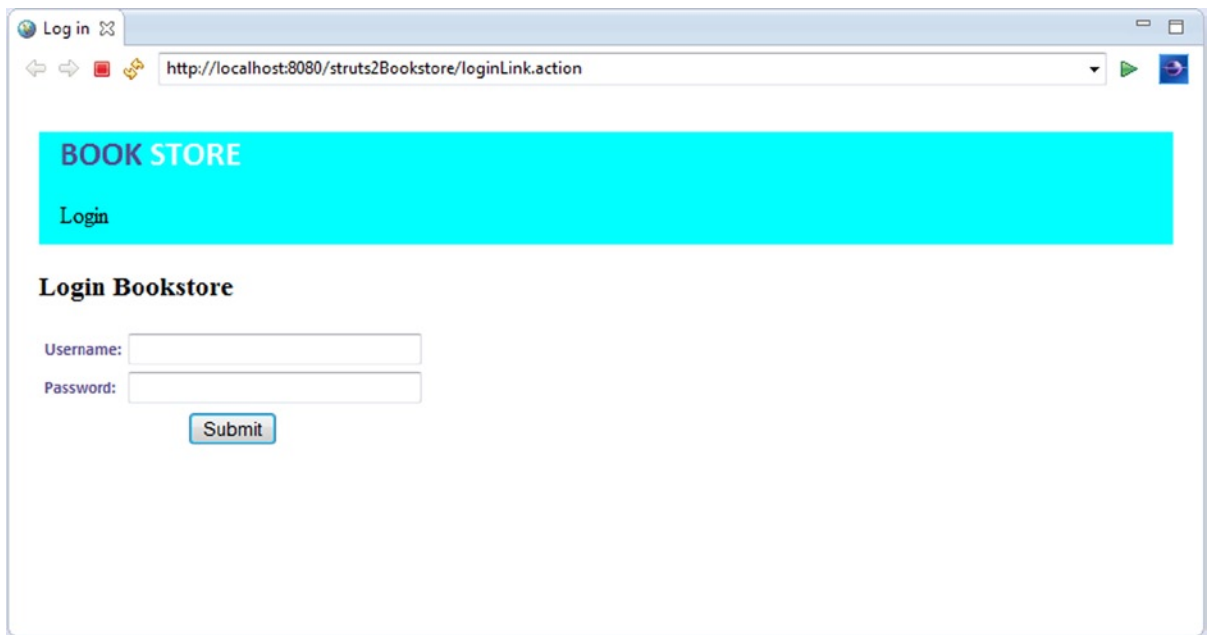 Log in
http://localhost:8080/struts2Bookstore/loginLink.action
BOOK STORE
Login
Login Bookstore
Username:
Password:
Submit